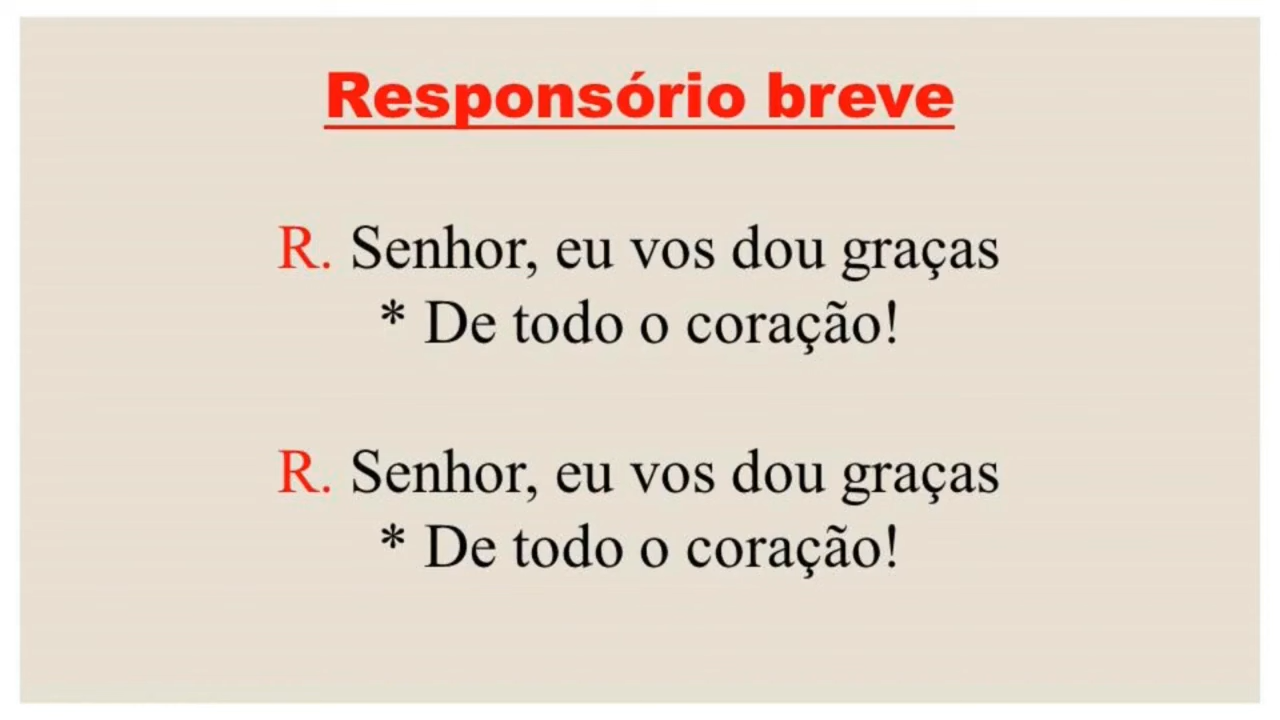 Responsório breve
R. Senhor, eu vos dou graças
* De todo o coração!
R. Senhor, eu vos dou graças
* De todo o coração!